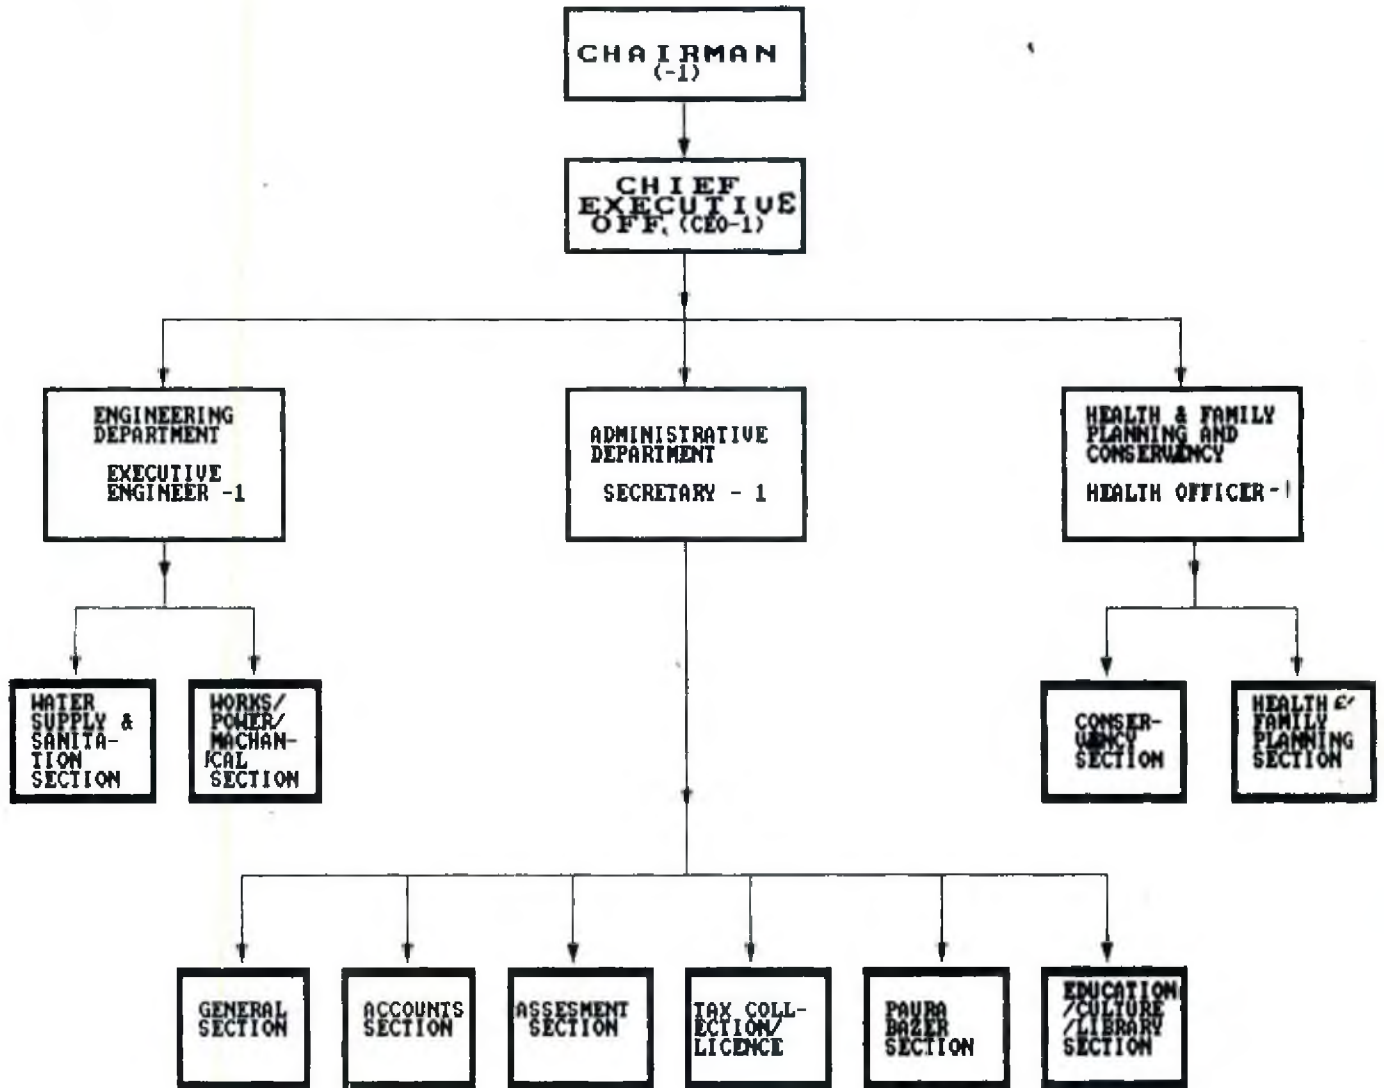 CHAIRMAN
(-1)
CHIEF
EXECUTIVE
OFF. (CEO-1)
ENGINEERING
DEPARTMENT
EXECUTIVE
ENGINEER -1
ADMINISTRATIVE
DEPARTMENT
SECRETARY - 1
HEALTH & FAMILY
PLANNING AND
CONSERVENCY
HEALTH OFFICER-1
WATER
SUPPLY &
SANITA-
TION
SECTION
WORKS/
POWER/
MACHAN-
ICAL
SECTION
CONSER-
VENCY
SECTION
HEALTH &
FAMILY
PLANNING
SECTION
GENERAL
SECTION
ACCOUNTS
SECTION
ASSESMENT
SECTION
TAX COLL-
ECTION/
LICENCE
PAURA
BAZER
SECTION
EDUCATION
/CULTURE
/LIBRARY
SECTION